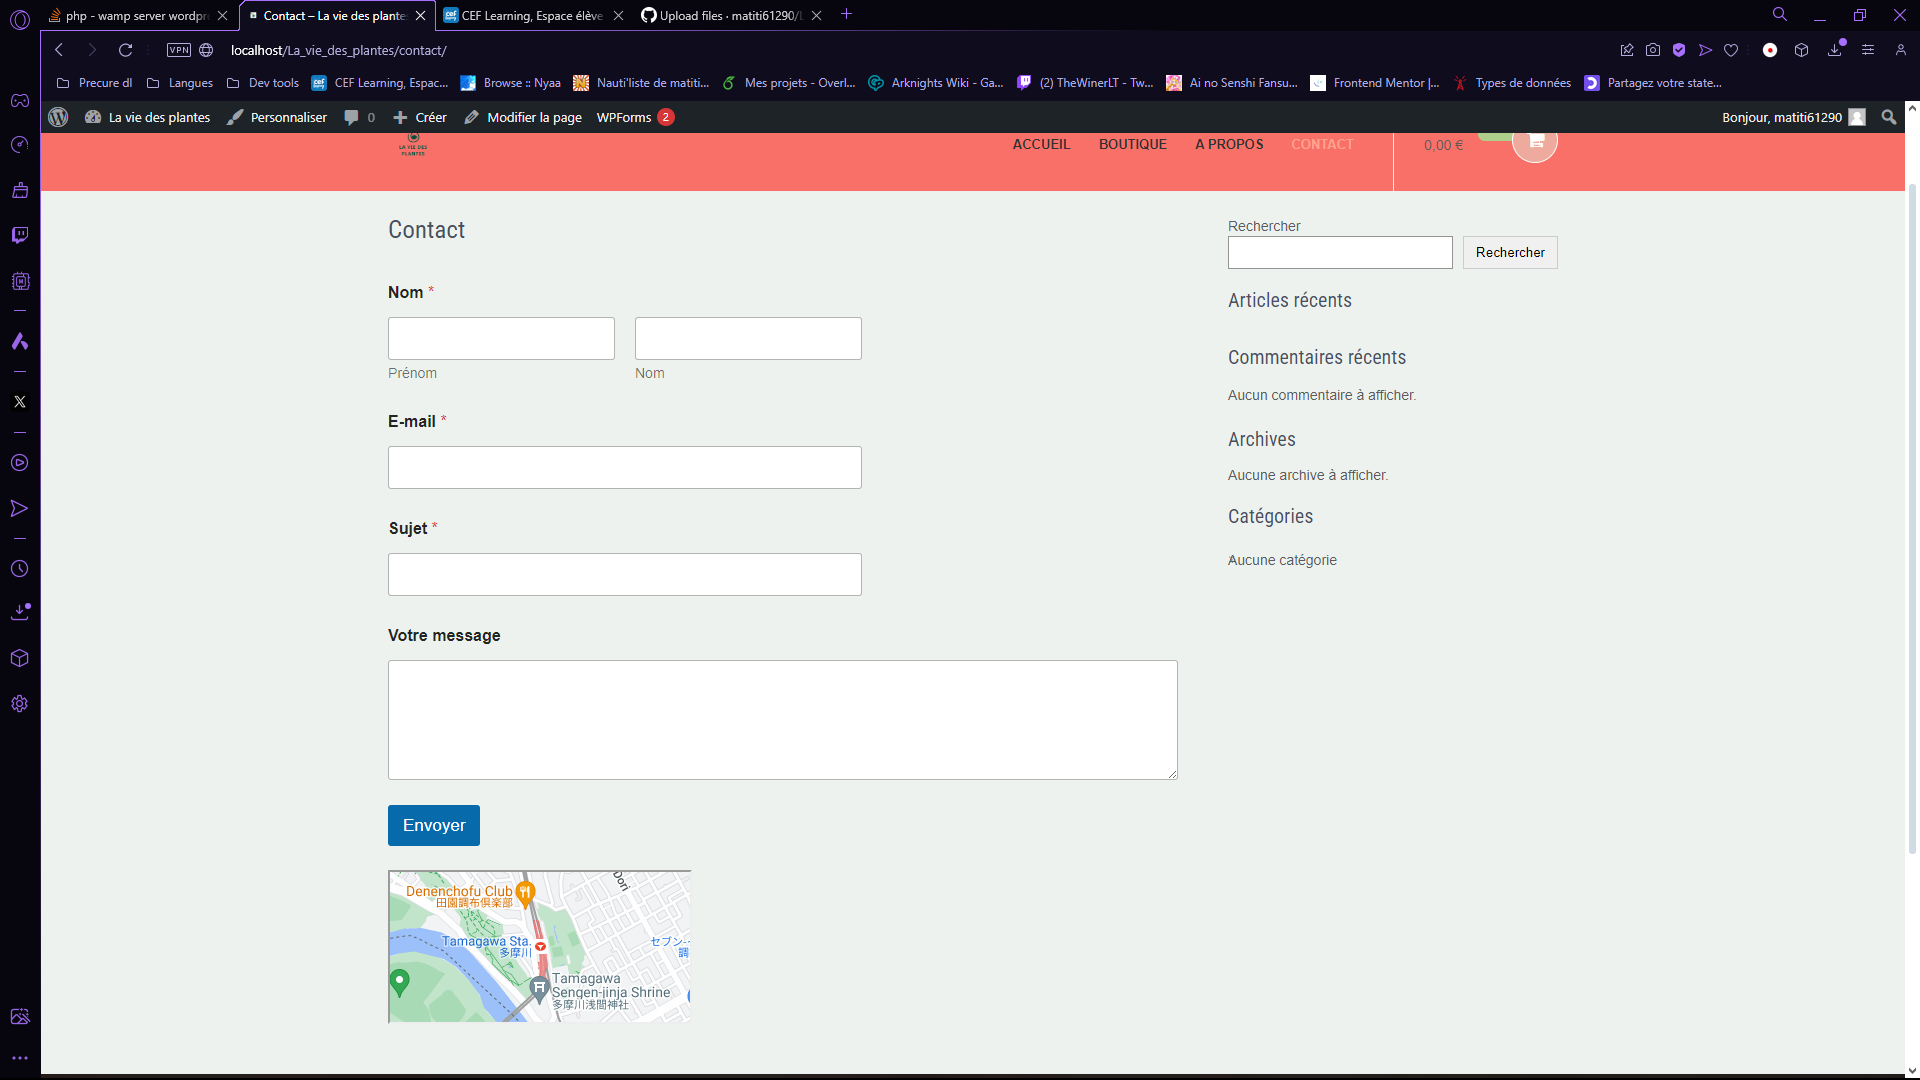 php - wamp server wordpr
Contact – La vie des plantes
CEF Learning, Espace élève
Upload files · matiti61290/L
VPN
localhost/La_vie_des_plantes/contact/
Precure dl
Langues
Dev tools
CEF Learning, Espac...
Browse :: Nyaa
Nauti'liste de matiti...
Mes projets - Overl...
Arknights Wiki - Ga...
(2) TheWinerLT - Tw...
Ai no Senshi Fansu...
Frontend Mentor |...
Types de données
Partagez votre state...
La vie des plantes
Personnaliser
0
Créer
Modifier la page
WPForms 2
Bonjour, matiti61290
LA VIE DES
PLANTES
ACCUEIL
BOUTIQUE
A PROPOS
CONTACT
0,00 €
Contact
Nom *
Prénom
Nom
E-mail *
Sujet *
Votre message
Envoyer
Rechercher
Rechercher
Articles récents
Commentaires récents
Aucun commentaire à afficher.
Archives
Aucune archive à afficher.
Catégories
Aucune catégorie
Dori
Denenchofu Club
田園調布倶楽部
Tamagawa Sta.
多摩川
セブン-
調
Tamagawa
Sengen-jinja Shrine
多摩川浅間神社